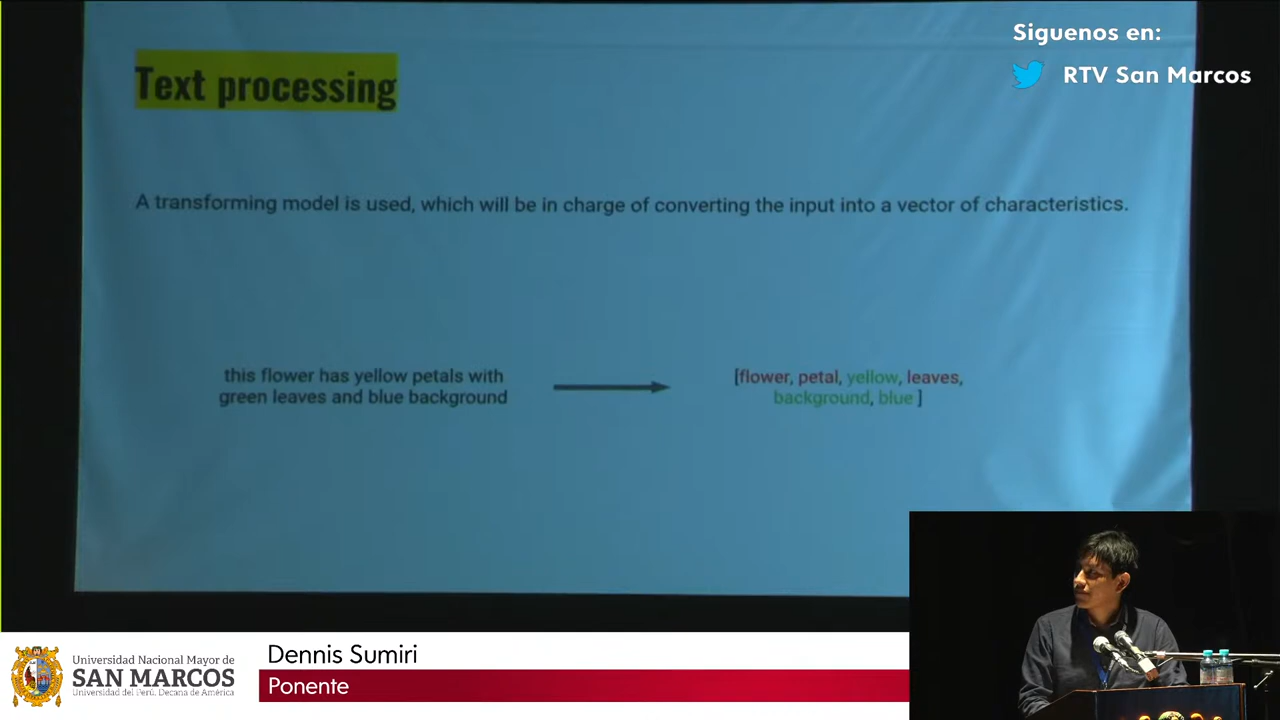 Siguenos en:
RTV San Marcos
Text processing
A transforming model is used, which will be in charge of converting the input into a vector of characteristics.
this flower has yellow petals with
green leaves and blue background
[flower, petal, yellow, leaves,
background, blue ]
Universidad Nacional Mayor de
SAN MARCOS
Universidad del Perú. Decana de América
Dennis Sumiri
Ponente